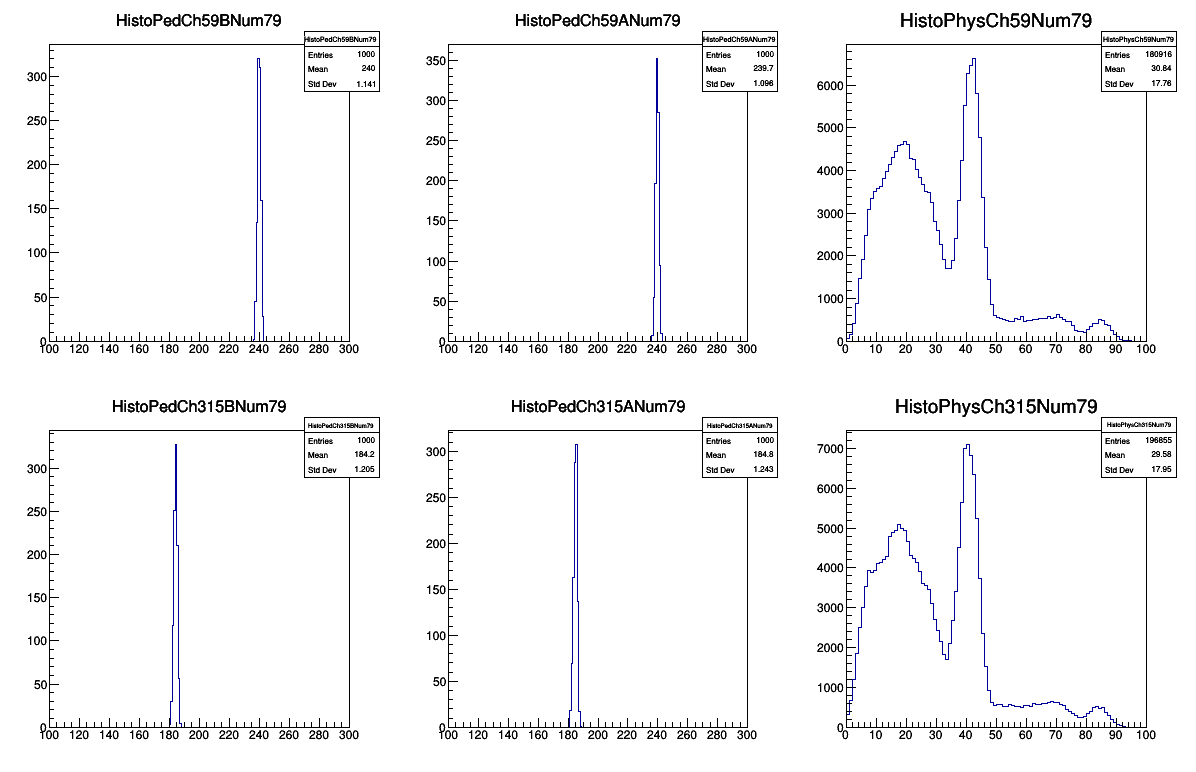 HistoPedCh59BNum79
HistoPedCh59BNum79
Entries 1000
Mean 240
Std Dev 1.141
300
250
200
150
100
50
0
100 120 140 160 180 200 220 240 260 280 300
HistoPedCh59ANum79
HistoPedCh59ANum79
Entries 1000
Mean 239.7
Std Dev 1.096
350
300
250
200
150
100
50
0
100 120 140 160 180 200 220 240 260 280 300
HistoPhysCh59Num79
HistoPhysCh59Num79
Entries 180916
Mean 30.84
Std Dev 17.76
6000
5000
4000
3000
2000
1000
0
0 10 20 30 40 50 60 70 80 90 100
HistoPedCh315BNum79
HistoPedCh315BNum79
Entries 1000
Mean 184.2
Std Dev 1.205
300
250
200
150
100
50
0
100 120 140 160 180 200 220 240 260 280 300
HistoPedCh315ANum79
HistoPedCh315ANum79
Entries 1000
Mean 184.8
Std Dev 1.243
300
250
200
150
100
50
0
100 120 140 160 180 200 220 240 260 280 300
HistoPhysCh315Num79
HistoPhysCh315Num79
Entries 196855
Mean 29.58
Std Dev 17.95
7000
6000
5000
4000
3000
2000
1000
0
0 10 20 30 40 50 60 70 80 90 100